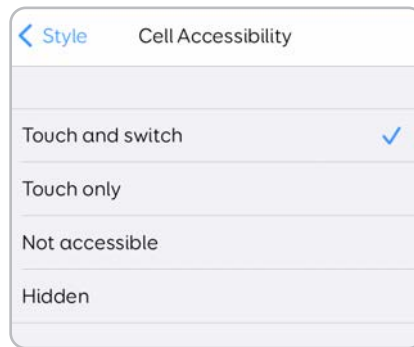 Style Cell Accessibility
Touch and switch
Touch only
Not accessible
Hidden